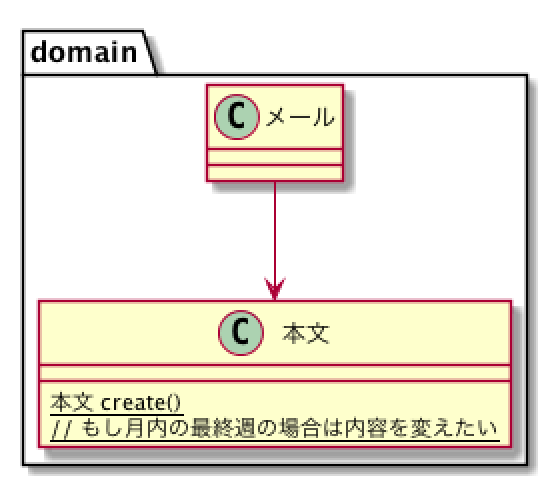 domain
C メール
C 本文
本文 create()
// もし月内の最終週の場合は内容を変えたい